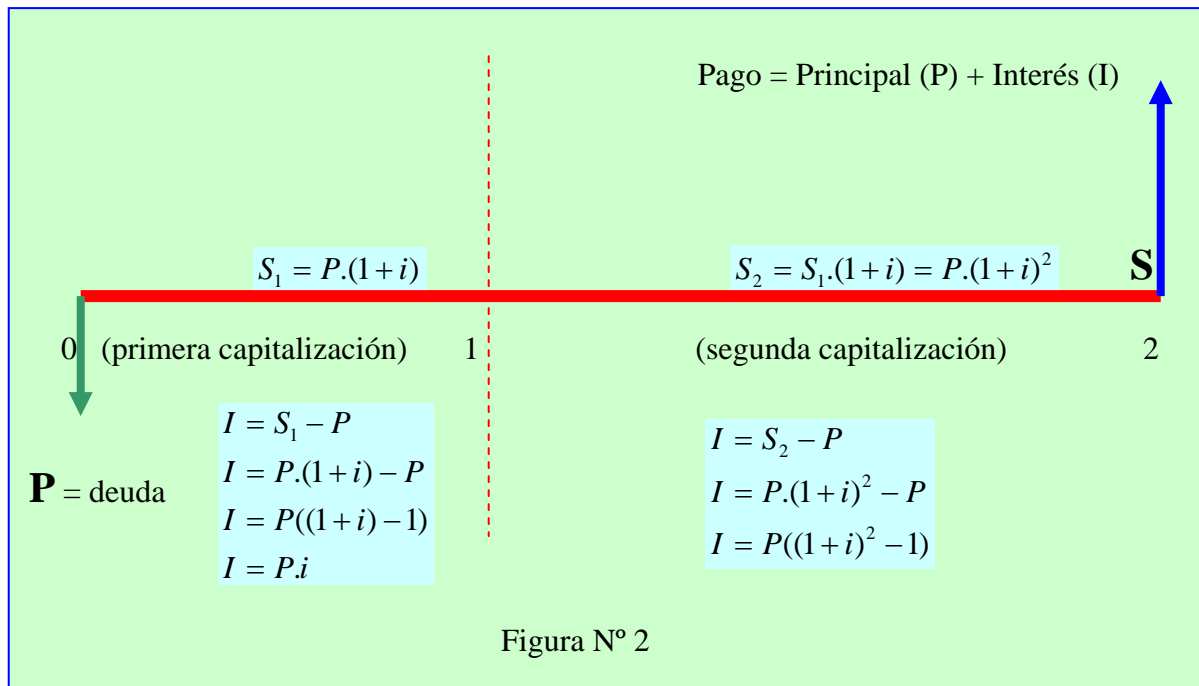 Pago = Principal (P) + Interés (I)
S₁ = P.(1+i)
S₂ = S₁.(1+i) = P.(1+i)²
S
0 (primera capitalización) 1
(segunda capitalización) 2
I = S₁ − P
I = P.(1+i) − P
I = P((1+i) −1)
I = P.i
P = deuda
I = S₂ − P
I = P.(1+i)² − P
I = P((1+i)² −1)
Figura Nº 2